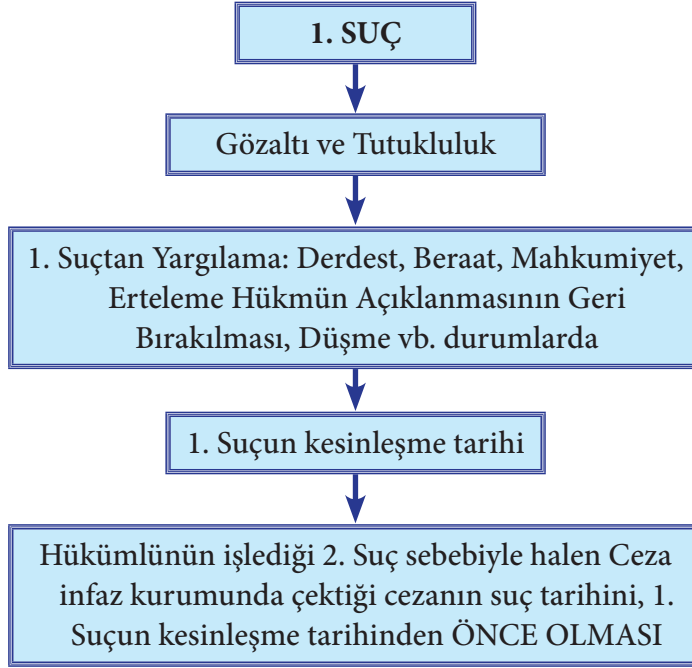 1. SUÇ
Gözaltı ve Tutukluluk
1. Suçtan Yargılama: Derdest, Beraat, Mahkumiyet,
Erteleme Hükmün Açıklanmasının Geri
Bırakılması, Düşme vb. durumlarda
1. Suçun kesinleşme tarihi
Hükümlünün işlediği 2. Suç sebebiyle halen Ceza
infaz kurumunda çektiği cezanın suç tarihini, 1.
Suçun kesinleşme tarihinden ÖNCE OLMASI